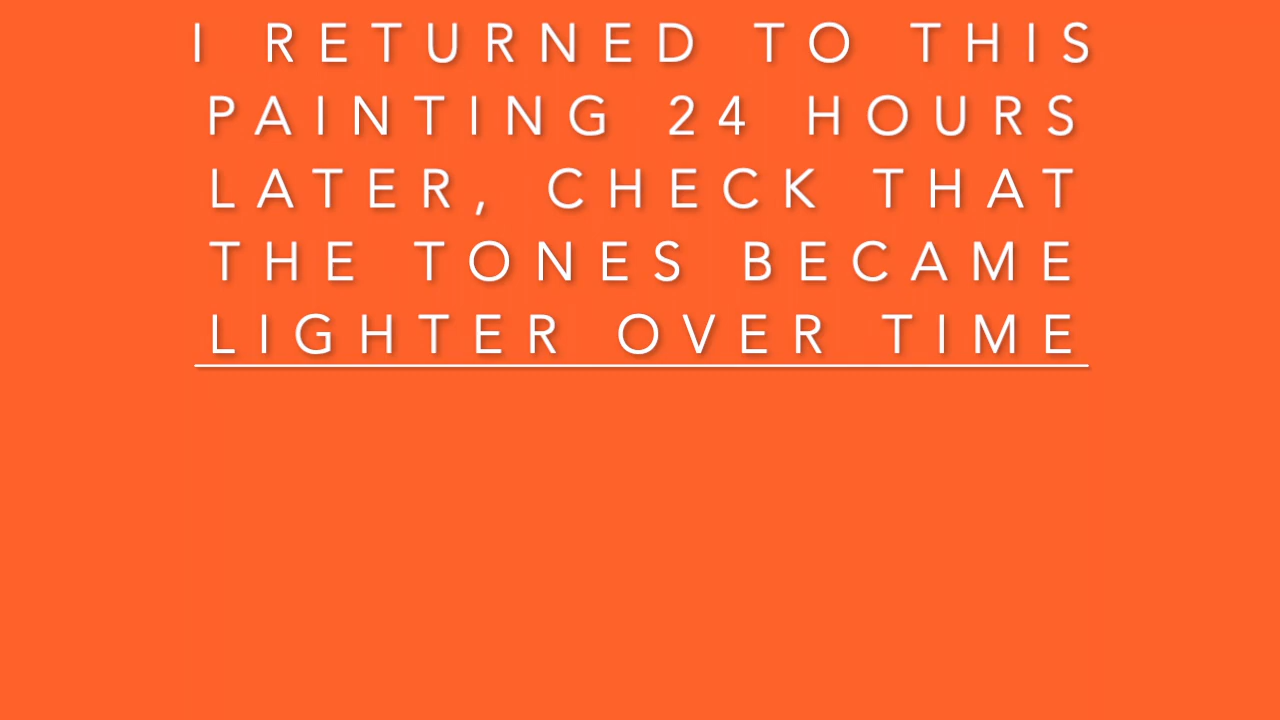 I RETURNED TO THIS
PAINTING 24 HOURS
LATER, CHECK THAT
THE TONES BECAME
LIGHTER OVER TIME